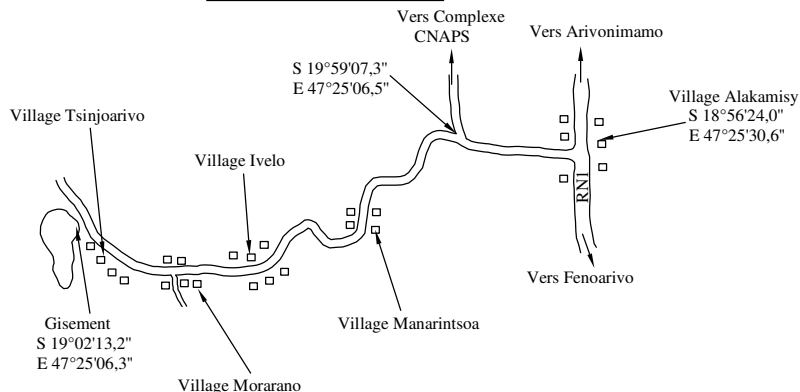 Vers Complexe
CNAPS
Vers Arivonimamo
S 19°59'07,3"
E 47°25'06,5"
Village Alakamisy
S 18°56'24,0"
E 47°25'30,6"
Village Tsinjoarivo
Village Ivelo
RN1
Vers Fenoarivo
Village Manarintsoa
Gisement
S 19°02'13,2"
E 47°25'06,3"
Village Morarano